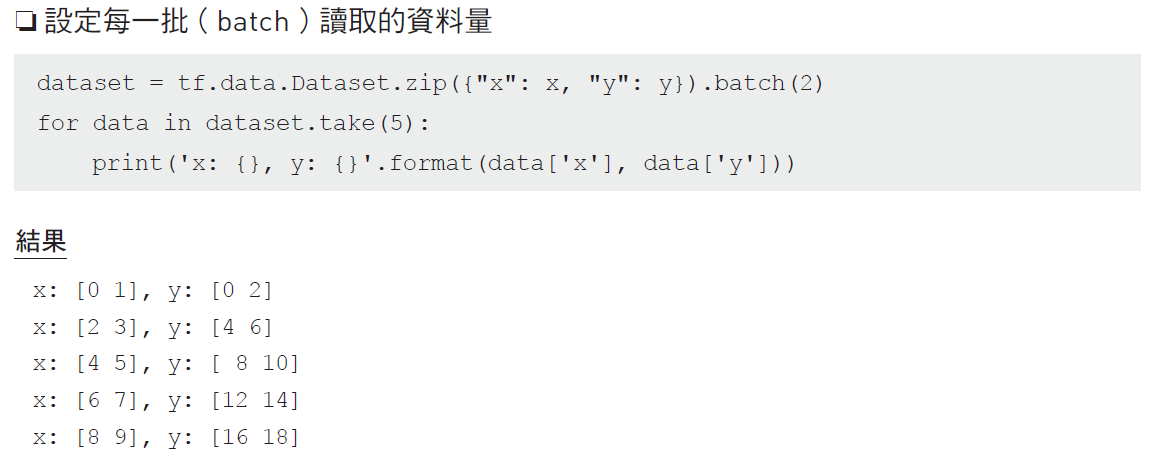 ❏ 設定每一批（batch）讀取的資料量
dataset = tf.data.Dataset.zip({"x": x, "y": y}).batch(2)
for data in dataset.take(5):
    print('x: {}, y: {}'.format(data['x'], data['y']))
結果
x: [0 1], y: [0 2]
x: [2 3], y: [4 6]
x: [4 5], y: [ 8 10]
x: [6 7], y: [12 14]
x: [8 9], y: [16 18]